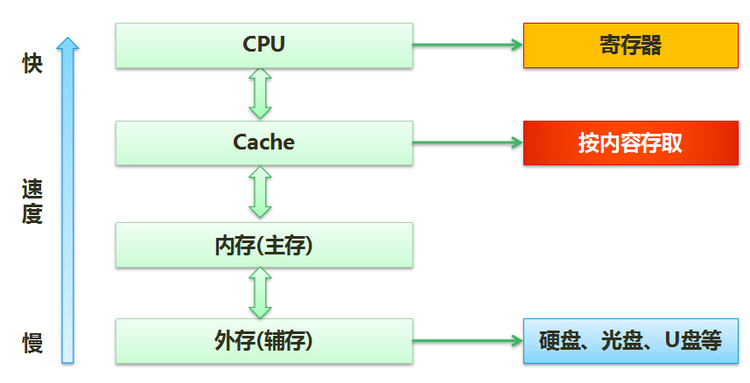 CPU
寄存器
快
Cache
按内容存取
速
度
内存(主存)
外存(辅存)
硬盘、光盘、U盘等
慢